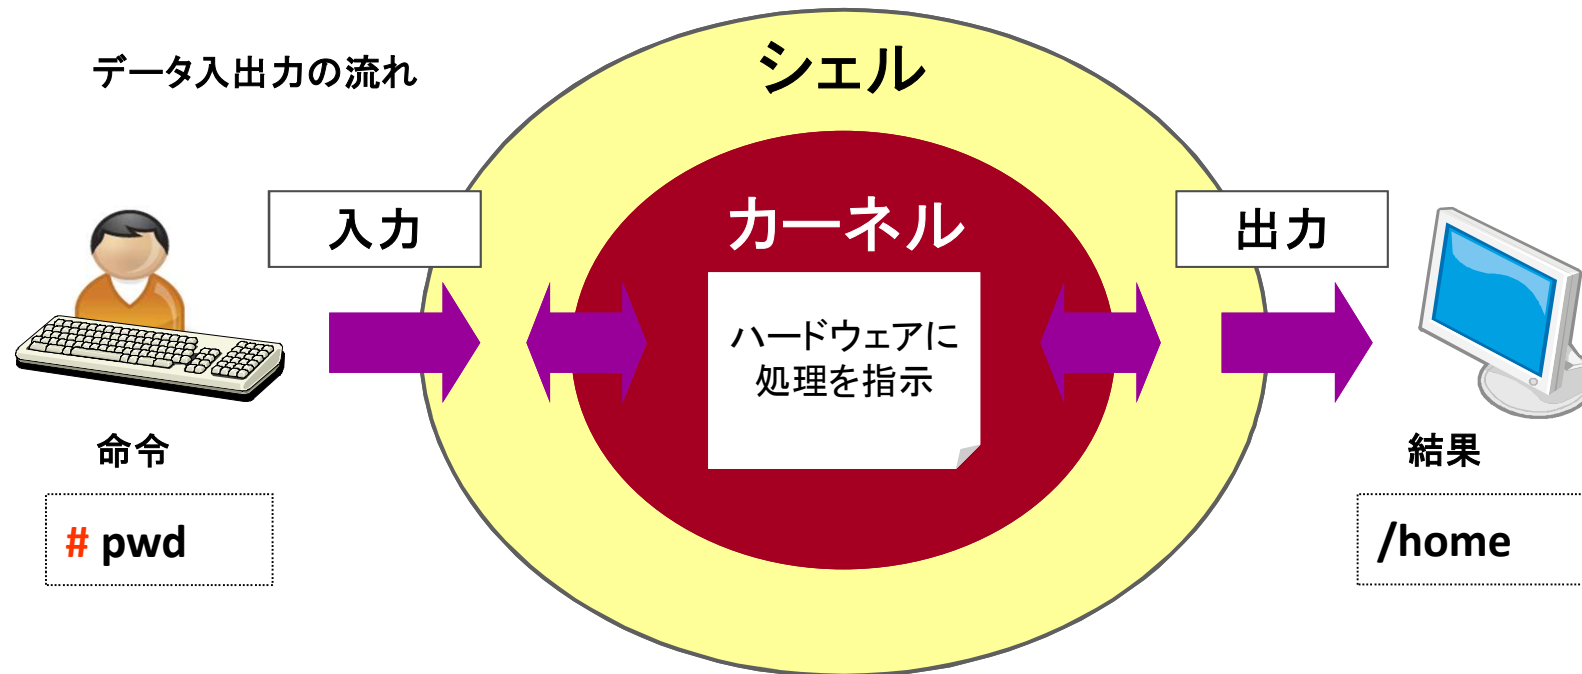 データ入出力の流れ
シェル
入力
カーネル
出力
ハードウェアに
処理を指示
命令
結果
# pwd
/home